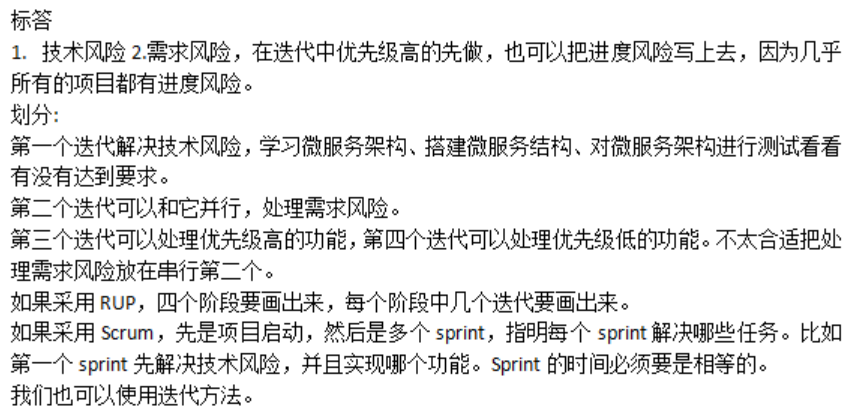 标答
1. 技术风险 2.需求风险，在迭代中优先级高的先做，也可以把进度风险写上去，因为几乎
所有的项目都有进度风险。
划分:
第一个迭代解决技术风险，学习微服务架构、搭建微服务结构、对微服务架构进行测试看看
有没有达到要求。
第二个迭代可以和它并行，处理需求风险。
第三个迭代可以处理优先级高的功能，第四个迭代可以处理优先级低的功能。不太合适把处
理需求风险放在串行第二个。
如果采用 RUP，四个阶段要画出来，每个阶段中几个迭代要画出来。
如果采用 Scrum，先是项目启动，然后是多个 sprint，指明每个 sprint 解决哪些任务。比如
第一个 sprint 先解决技术风险，并且实现哪个功能。Sprint 的时间必须要是相等的。
我们也可以使用迭代方法。